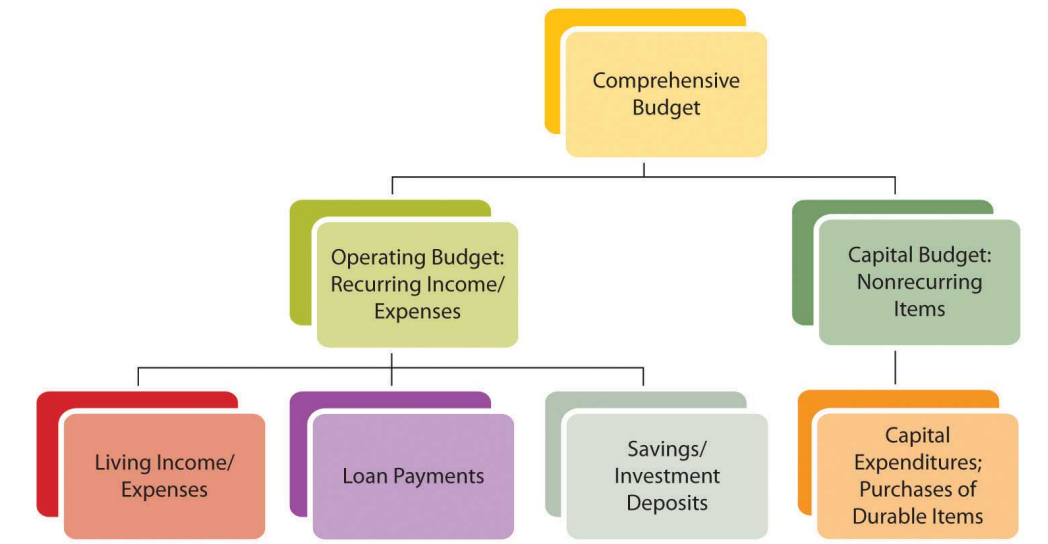 Comprehensive
Budget
Operating Budget:
Recurring Income/
Expenses
Capital Budget:
Nonrecurring
Items
Living Income/
Expenses
Loan Payments
Savings/
Investment
Deposits
Capital
Expenditures;
Purchases of
Durable Items